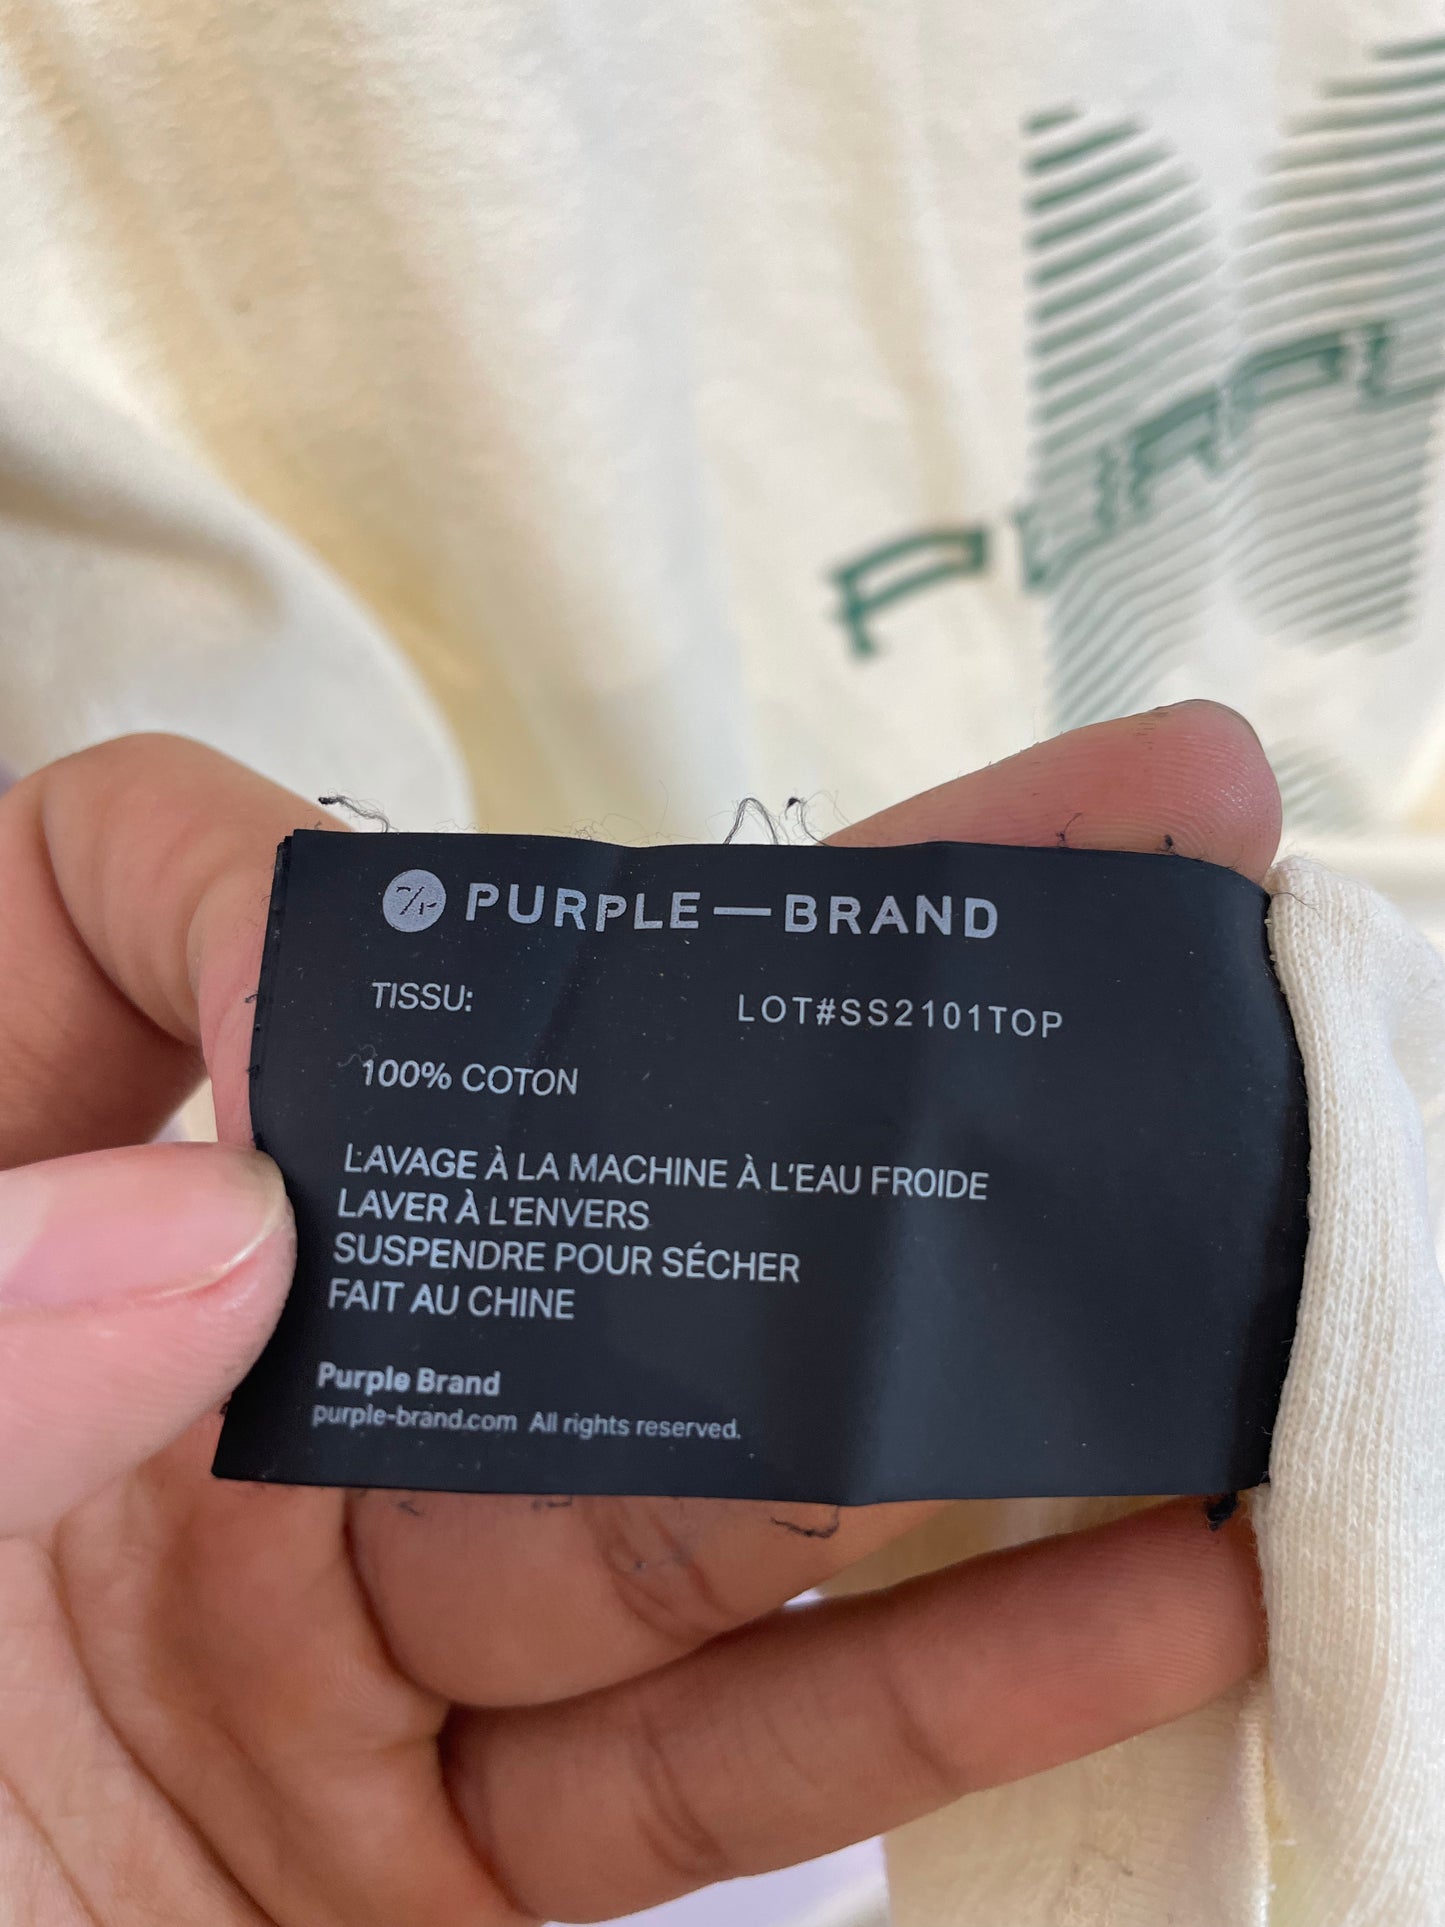 PURPL
PURPLE—BRAND
TISSU:
LOT#SS2101TOP
100% COTON
LAVAGE À LA MACHINE À L'EAU FROIDE
LAVER À L'ENVERS
SUSPENDRE POUR SÉCHER
FAIT AU CHINE
Purple Brand
purple-brand.com All rights reserved.